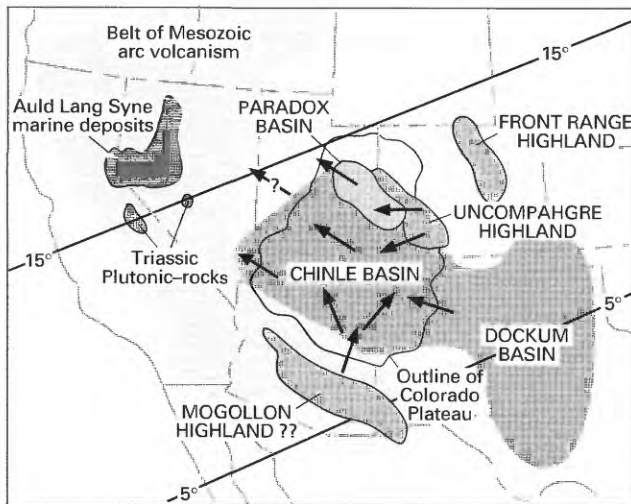 Belt of Mesozoic
arc volcanism
15°
Auld Lang Syne
marine deposits
PARADOX
BASIN
FRONT RANGE
HIGHLAND
?
UNCOMPAHGRE
HIGHLAND
Triassic
Plutonic–rocks
15°
CHINLE BASIN
5°
DOCKUM
BASIN
Outline of
Colorado
Plateau
MOGOLLON
HIGHLAND ??
5°